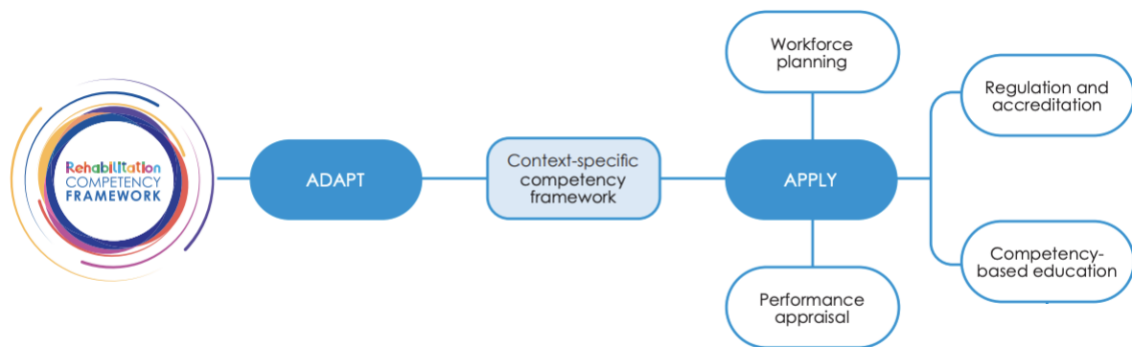 Rehabilitation
COMPETENCY
FRAMEWORK
ADAPT
Context-specific
competency
framework
Workforce
planning
APPLY
Performance
appraisal
Regulation and
accreditation
Competency-
based education